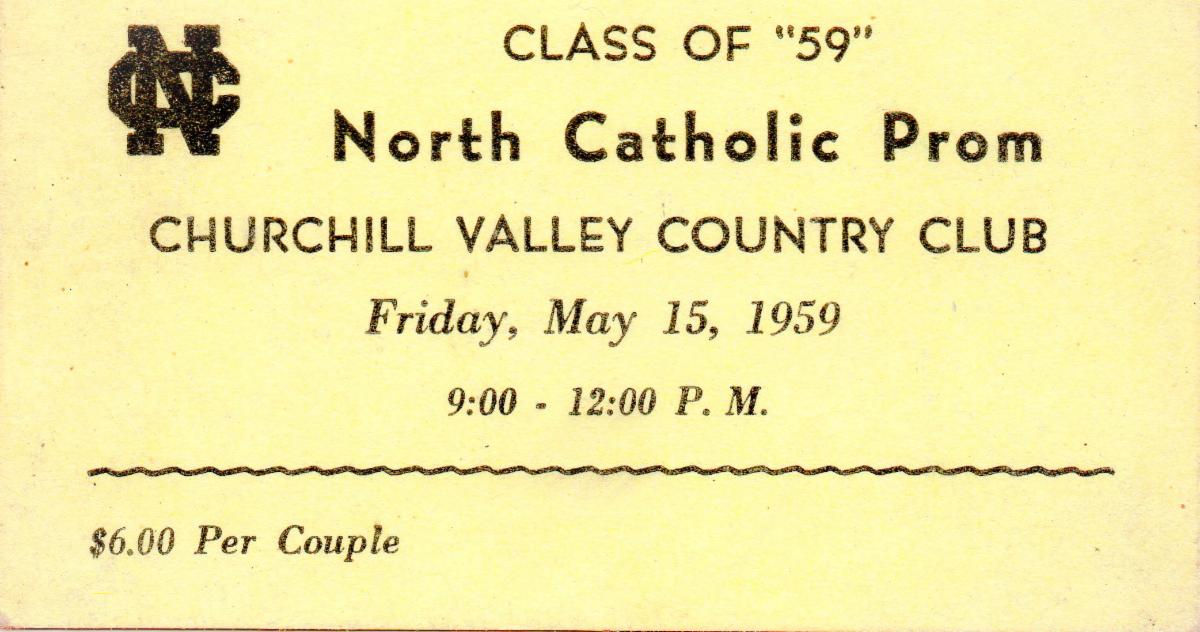 NC
CLASS OF "59"
North Catholic Prom
CHURCHILL VALLEY COUNTRY CLUB
Friday, May 15, 1959
9:00 - 12:00 P. M.
$6.00 Per Couple